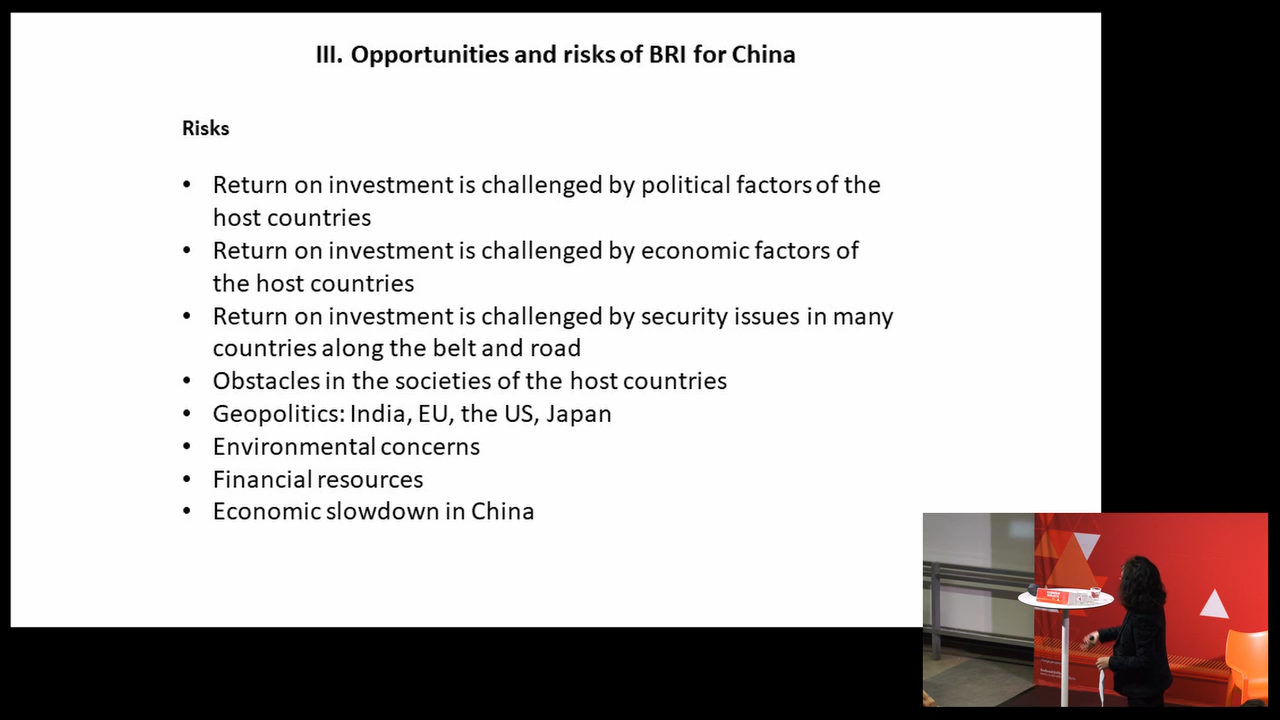 III. Opportunities and risks of BRI for China
Risks
• Return on investment is challenged by political factors of the
host countries
• Return on investment is challenged by economic factors of
the host countries
• Return on investment is challenged by security issues in many
countries along the belt and road
• Obstacles in the societies of the host countries
• Geopolitics: India, EU, the US, Japan
• Environmental concerns
• Financial resources
• Economic slowdown in China